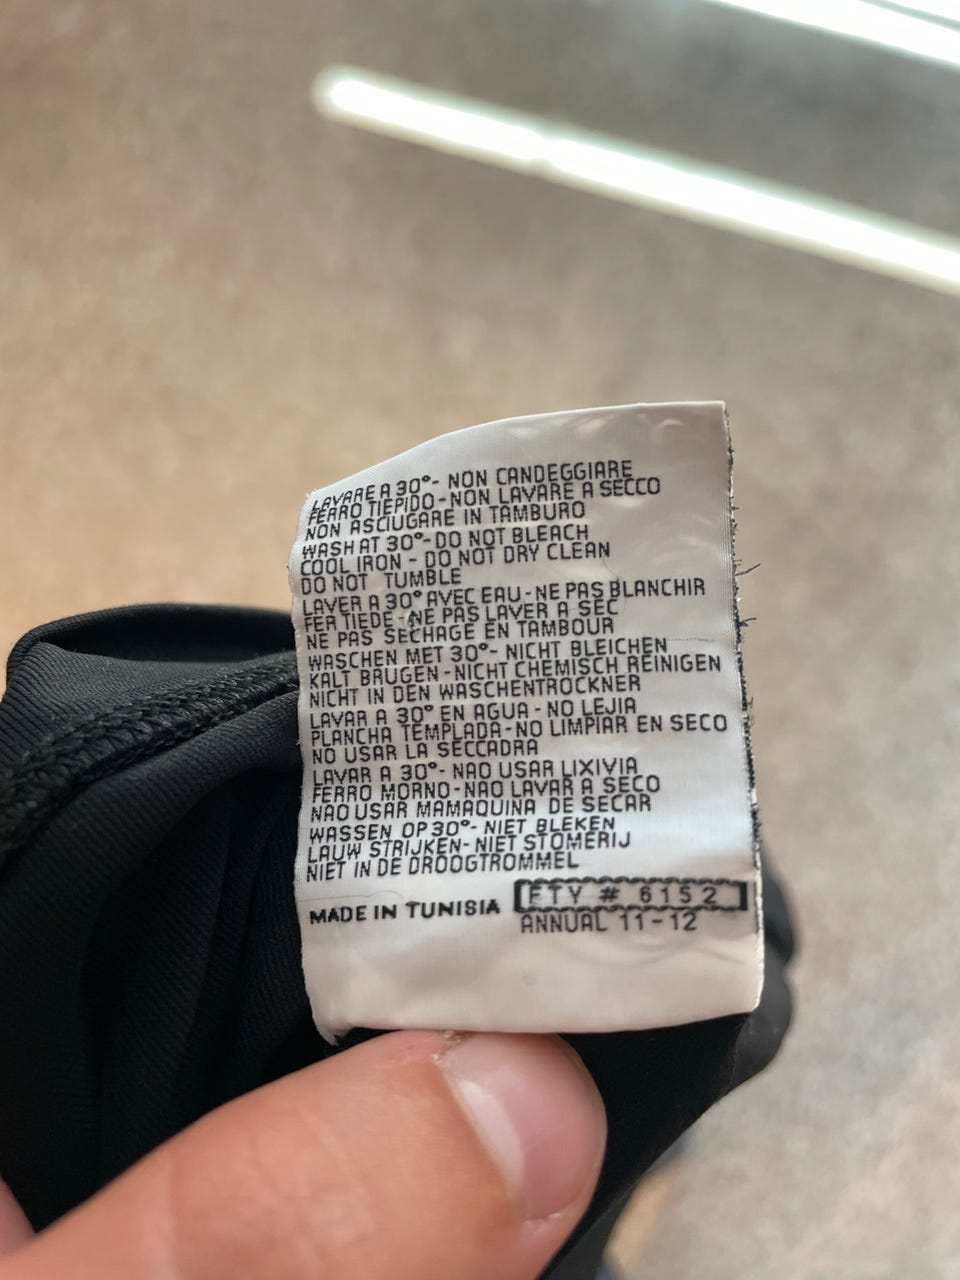 LAVARE A 30°- NON CANDEGGIARE
FERRO TIEPIDO-NON LAVARE A SECCO
NON ASCIUGARE IN TAMBURO
WASH AT 30°-DO NOT BLEACH
COOL IRON - DO NOT DRY CLEAN
DO NOT TUMBLE
LAVER A 30° AVEC EAU-NE PAS BLANCHIR
FER TIEDE-NE PAS LAVER A SEC
NE PAS SECHAGE EN TAMBOUR
WASCHEN MET 30°- NICHT BLEICHEN
KALT BRUGEN-NICHT CHEMISCH REINIGEN
NICHT IN DEN WASCHENTROCKNER
LAVAR A 30° EN AGUA-NO LEJIA
PLANCHA TEMPLADA-NO LIMPIAR EN SECO
NO USAR LA SECCADRA
LAVAR A 30°- NAO USAR LIXIVIA
FERRO MORNO-NAO LAVAR A SECO
NAO USAR MAMAQUINA DE SECAR
WASSEN OP 30°- NIET BLEKEN
LAUW STRIJKEN-NIET STOMERIJ
NIET IN DE DROOGTROMMEL
MADE IN TUNISIA FTY # 6152
ANNUAL 11-12